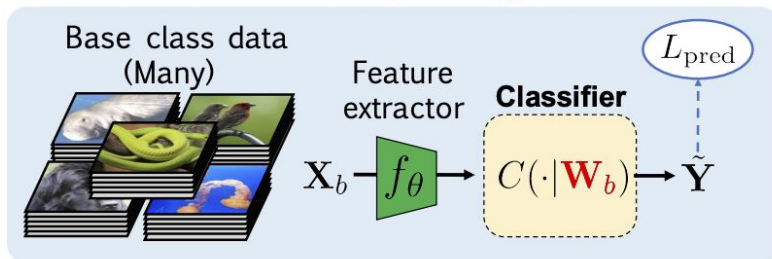 Base class data
(Many)
Feature
extractor
Classifier
L_pred
X_b
f_θ
C(·|W_b)
Ỹ